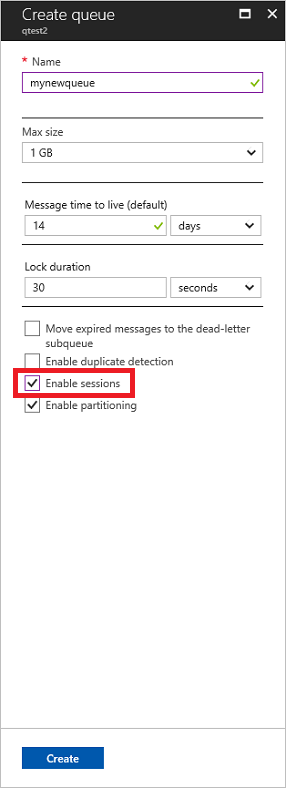 Create queue
qtest2
* Name
mynewqueue
Max size
1 GB
Message time to live (default)
14 days
Lock duration
30 seconds
Move expired messages to the dead-letter
subqueue
Enable duplicate detection
Enable sessions
Enable partitioning
Create